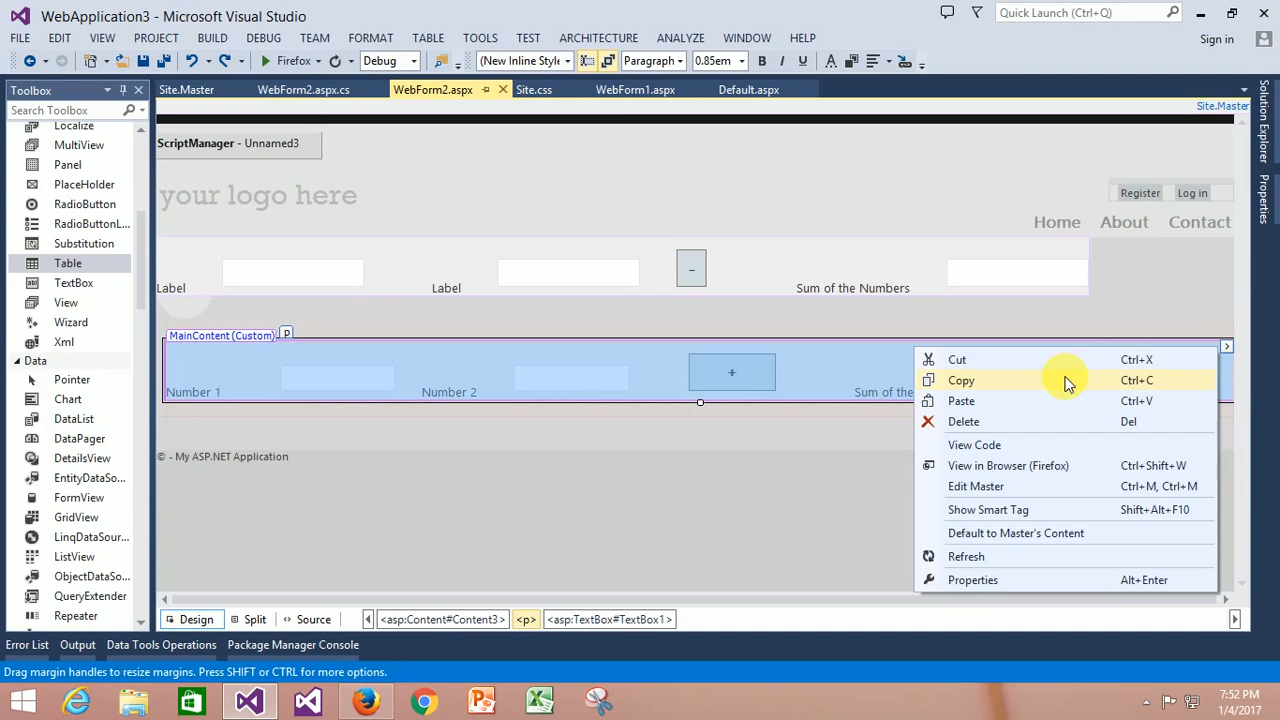 WebApplication3 - Microsoft Visual Studio
Quick Launch (Ctrl+Q)
FILE EDIT VIEW PROJECT BUILD DEBUG TEAM FORMAT TABLE TOOLS TEST ARCHITECTURE ANALYZE WINDOW HELP
Sign in
Firefox Debug (New Inline Style Paragraph 0.85em B I U A
Toolbox
Site.Master WebForm2.aspx.cs WebForm2.aspx Site.css WebForm1.aspx Default.aspx
Search Toolbox
Site.Master
Localize
MultiView
Panel
PlaceHolder
RadioButton
RadioButtonL...
Substitution
Table
TextBox
View
Wizard
Xml
Data
Pointer
Chart
DataList
DataPager
DetailsView
EntityDataSo...
FormView
GridView
LinqDataSour...
ListView
ObjectDataSo...
QueryExtender
Repeater
ScriptManager - Unnamed3
your logo here
Register Log in
Home About Contact
Label Label - Sum of the Numbers
MainContent (Custom) p
Number 1 Number 2 + Sum of the
© - My ASP.NET Application
Cut Ctrl+X
Copy Ctrl+C
Paste Ctrl+V
Delete Del
View Code
View in Browser (Firefox) Ctrl+Shift+W
Edit Master Ctrl+M, Ctrl+M
Show Smart Tag Shift+Alt+F10
Default to Master's Content
Refresh
Properties Alt+Enter
Solution Explorer
Properties
Design Split Source <asp:Content#Content3> <p> <asp:TextBox#TextBox1>
Error List Output Data Tools Operations Package Manager Console
Drag margin handles to resize margins. Press SHIFT or CTRL for more options.
7:52 PM
1/4/2017